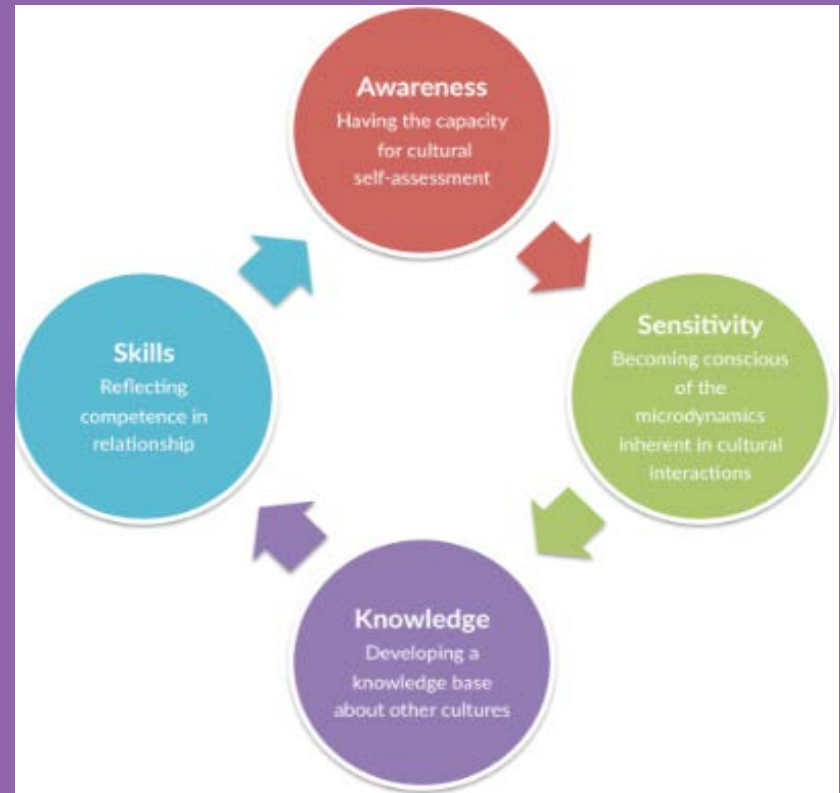 Awareness
Having the capacity
for cultural
self-assessment
Sensitivity
Becoming conscious
of the
microdynamics
inherent in cultural
interactions
Knowledge
Developing a
knowledge base
about other cultures
Skills
Reflecting
competence in
relationship